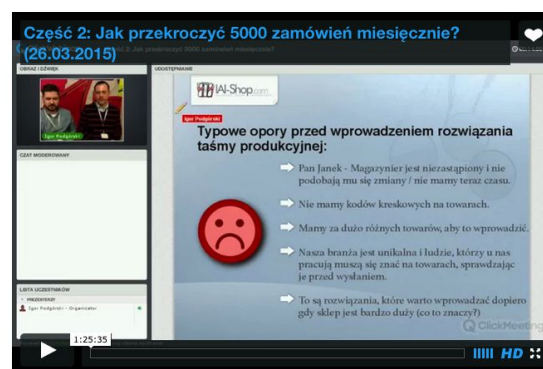 Część 2: Jak przekroczyć 5000 zamówień miesięcznie?
(26.03.2015)
OBRAZ I DŹWIĘK
UDOSTĘPNIANIE
IAI-Shop.com
Igor Podgórski
Igor Podgórski
Typowe opory przed wprowadzeniem rozwiązania
taśmy produkcyjnej:
Pan Janek - Magazynier jest niezastąpiony i nie
podobają mu się zmiany / nie mamy teraz czasu.
CZAT MODEROWANY
Nie mamy kodów kreskowych na towarach.
Mamy za dużo różnych towarów, aby to wprowadzić.
Nasza branża jest unikalna i ludzie, którzy u nas
pracują muszą się znać na towarach, sprawdzając
je przed wysłaniem.
LISTA UCZESTNIKÓW
PREZENTERZY
Igor Podgórski - Organizator
To są rozwiązania, które warto wprowadzać dopiero
gdy sklep jest bardzo duży (co to znaczy?)
ClickMeeting
1:25:35
HD